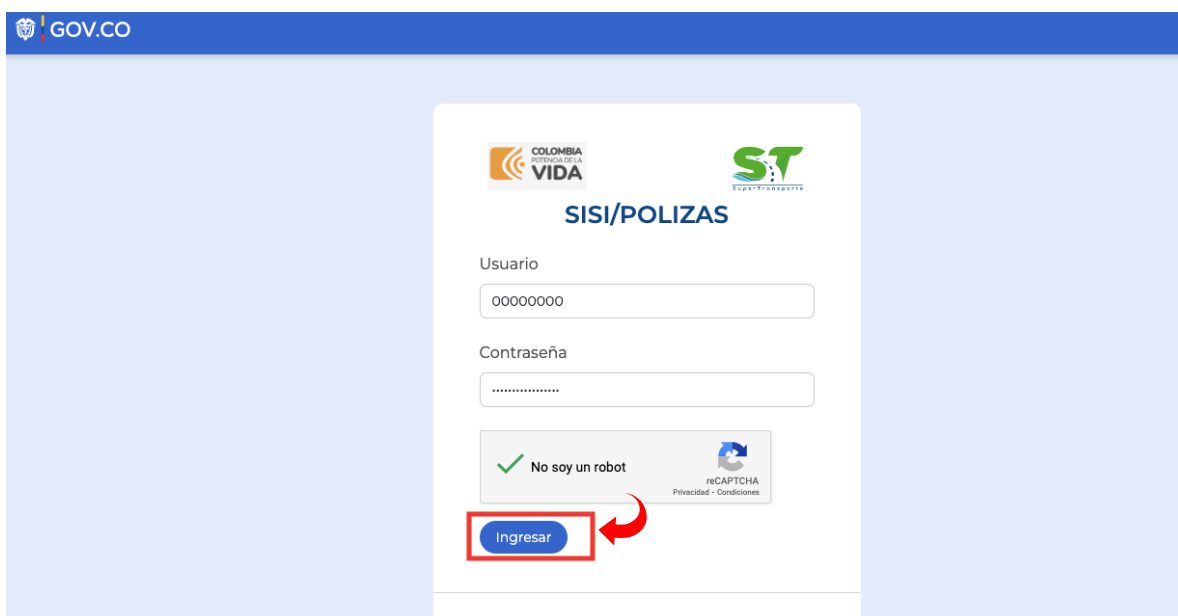 GOV.CO
COLOMBIA
POTENCIA DE LA
VIDA
ST
SuperTransporte
SISI/POLIZAS
Usuario
00000000
Contraseña
.................
No soy un robot
reCAPTCHA
Privacidad - Condiciones
Ingresar